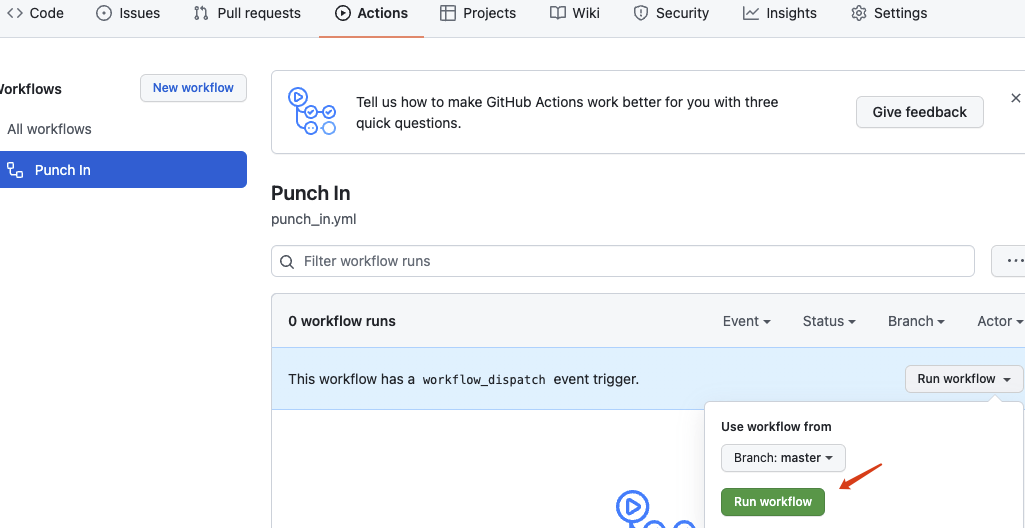 Code Issues Pull requests Actions Projects Wiki Security Insights Settings
Workflows New workflow
All workflows
Punch In
Tell us how to make GitHub Actions work better for you with three
quick questions.
Give feedback
Punch In
punch_in.yml
Filter workflow runs
0 workflow runs Event Status Branch Actor
This workflow has a workflow_dispatch event trigger. Run workflow
Use workflow from
Branch: master
Run workflow